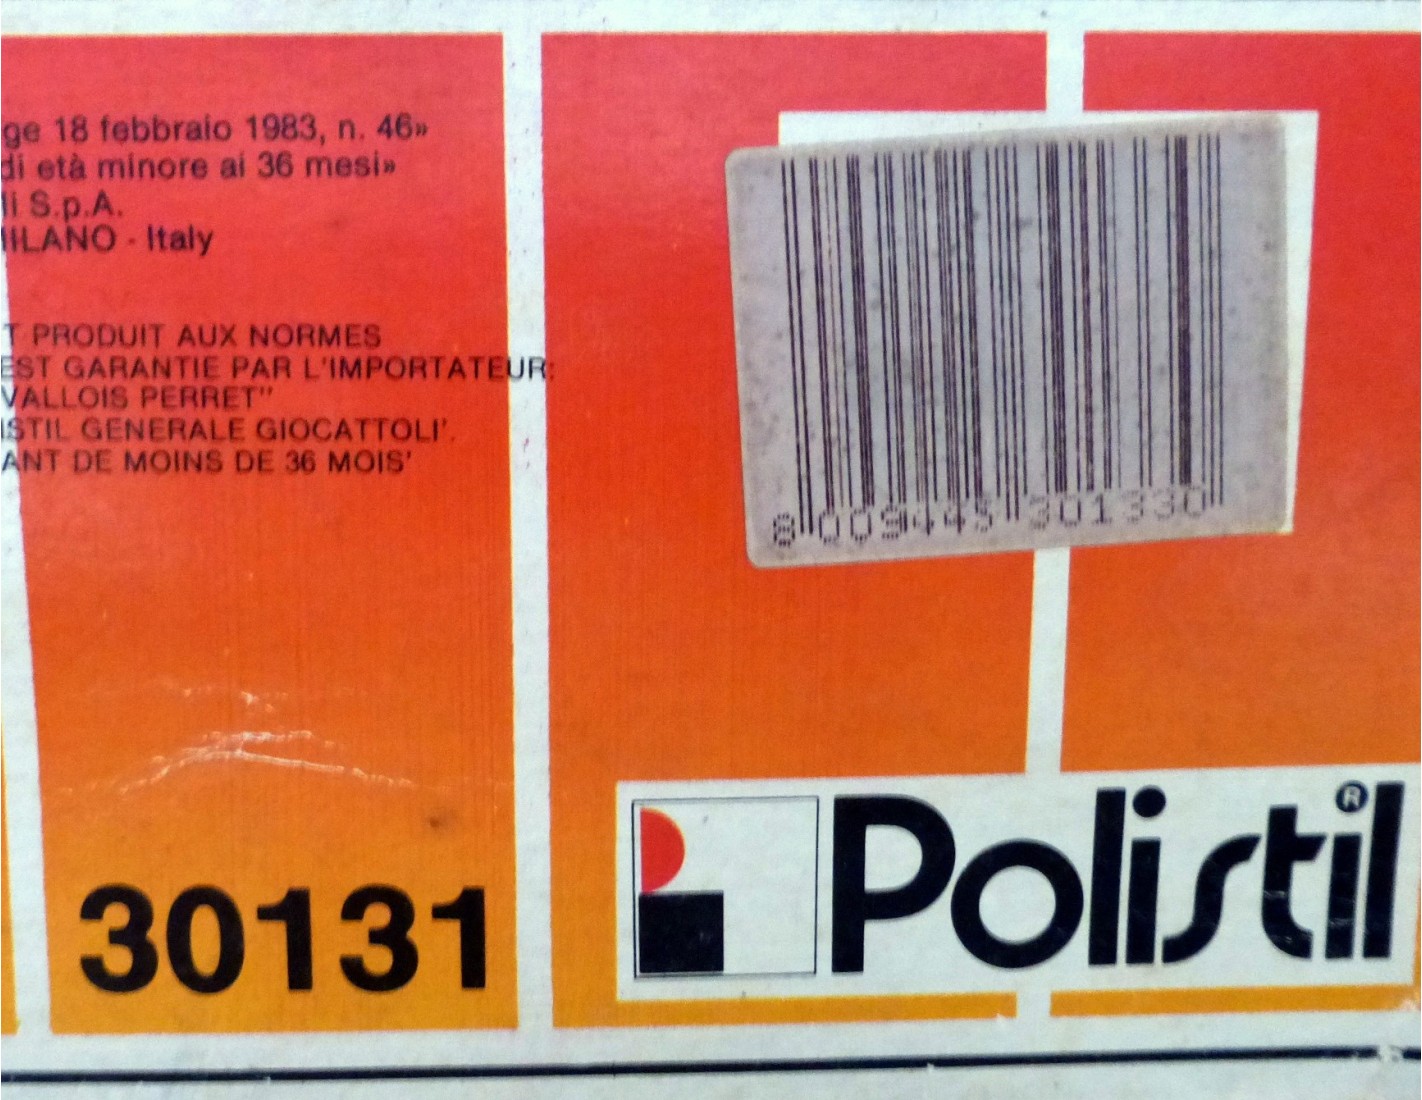 ge 18 febbraio 1983, n. 46»
di età minore ai 36 mesi»
li S.p.A.
MILANO - Italy
T PRODUIT AUX NORMES
EST GARANTIE PAR L'IMPORTATEUR:
VALLOIS PERRET"
ISTIL GENERALE GIOCATTOLI'.
ANT DE MOINS DE 36 MOIS'
8 009445 301330
30131
Polistil®